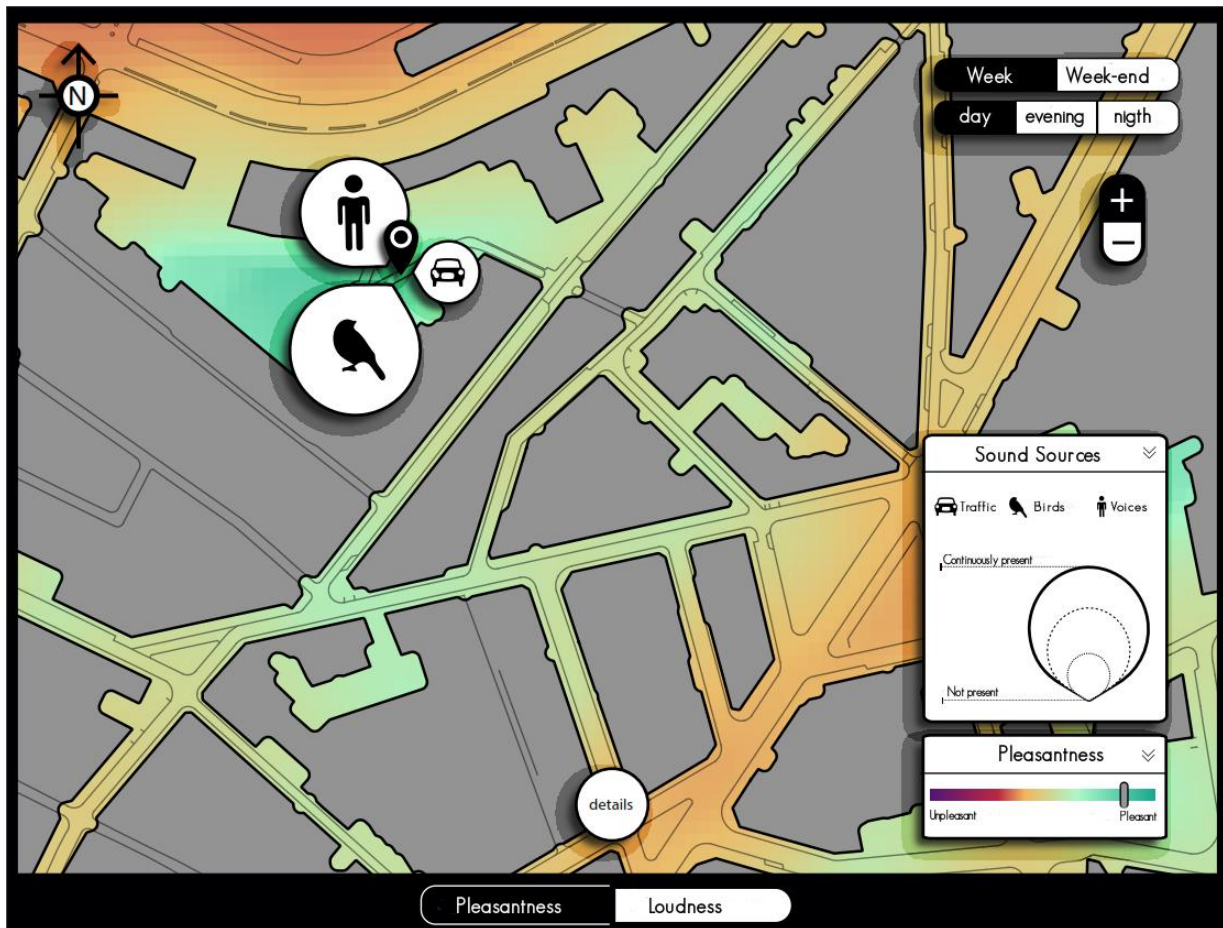 N
Week Week-end
day evening nigth
+
−
Sound Sources
Traffic Birds Voices
Continuously present
Not present
Pleasantness
Unpleasant Pleasant
details
Pleasantness Loudness